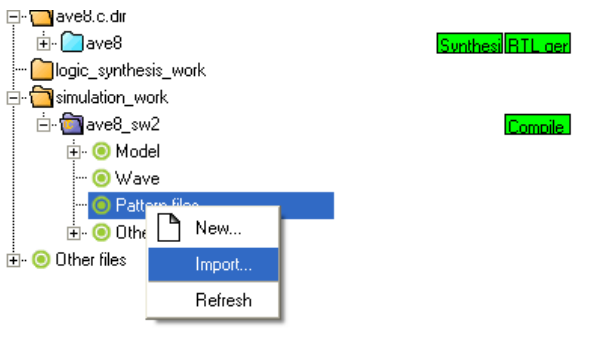 ave8.c.dir
ave8
Synthesi RTL ger
logic_synthesis_work
simulation_work
ave8_sw2
Compile
Model
Wave
Pattern files
Othe
New...
Other files
Import...
Refresh